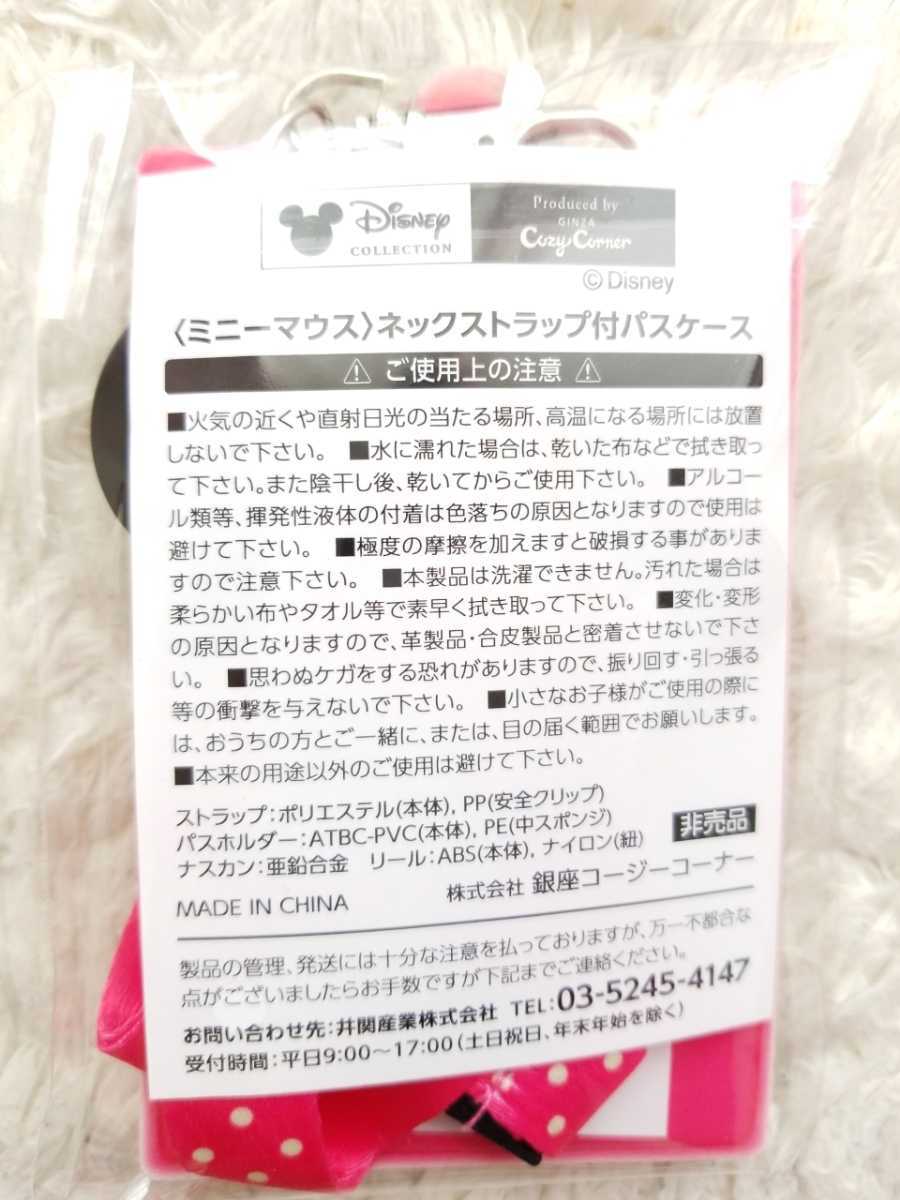 Disney
COLLECTION
Produced by
GINZA
Cozy Corner
©Disney
〈ミニーマウス〉ネックストラップ付パスケース
⚠ ご使用上の注意 ⚠
■火気の近くや直射日光の当たる場所、高温になる場所には放置
しないで下さい。 ■水に濡れた場合は、乾いた布などで拭き取っ
て下さい。また陰干し後、乾いてからご使用下さい。 ■アルコー
ル類等、揮発性液体の付着は色落ちの原因となりますので使用は
避けて下さい。 ■極度の摩擦を加えますと破損する事がありま
すので注意下さい。 ■本製品は洗濯できません。汚れた場合は
柔らかい布やタオル等で素早く拭き取って下さい。 ■変化・変形
の原因となりますので、革製品・合皮製品と密着させないで下さ
い。 ■思わぬケガをする恐れがありますので、振り回す・引っ張る
等の衝撃を与えないで下さい。 ■小さなお子様がご使用の際に
は、おうちの方とご一緒に、または、目の届く範囲でお願いします。
■本来の用途以外のご使用は避けて下さい。
ストラップ:ポリエステル(本体), PP(安全クリップ)
パスホルダー:ATBC-PVC(本体), PE(中スポンジ)
ナスカン:亜鉛合金 リール:ABS(本体), ナイロン(紐)
非売品
MADE IN CHINA
株式会社 銀座コージーコーナー
製品の管理、発送には十分な注意を払っておりますが、万一不都合な
点がございましたらお手数ですが下記までご連絡ください。
お問い合わせ先:井関産業株式会社 TEL:03-5245-4147
受付時間:平日9:00〜17:00(土日祝日、年末年始を除く)